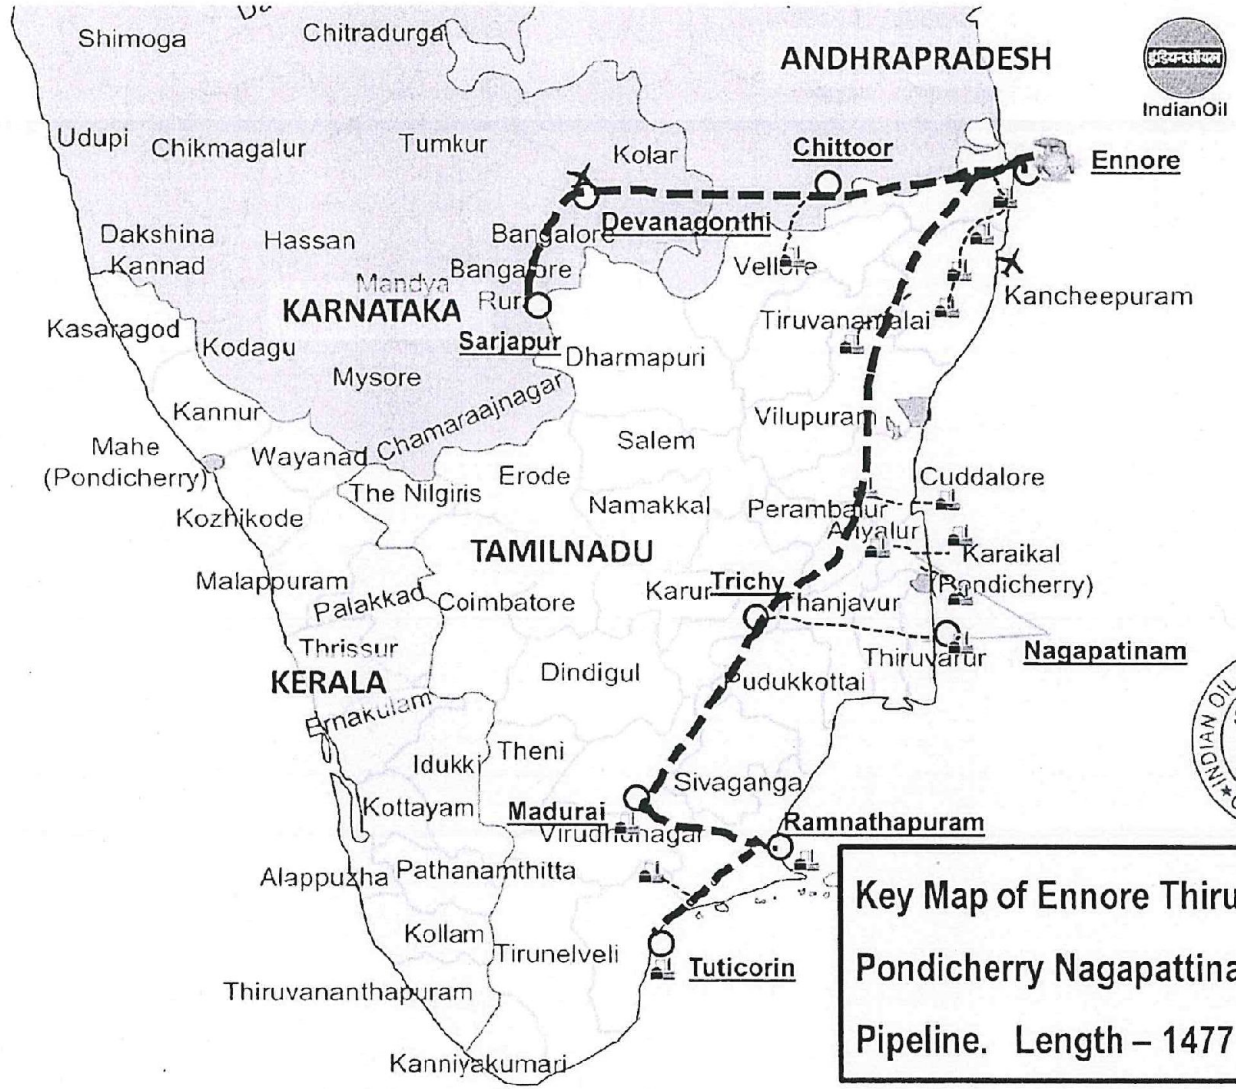 Shimoga
Chitradurga
ANDHRAPRADESH
इंडियनऑयल
IndianOil
Udupi
Chikmagalur
Tumkur
Kolar
Chittoor
Ennore
Devanagonthi
Dakshina
Kannad
Hassan
Bangalore
Bangalore
Rur
Vellore
Mandya
KARNATAKA
Kancheepuram
Kasaragod
Kodagu
Sarjapur
Tiruvanamalai
Dharmapuri
Mysore
Kannur
Chamaraajnagar
Vilupuram
Mahe
(Pondicherry)
Wayanad
Salem
The Nilgiris
Erode
Cuddalore
Kozhikode
Namakkal
Perambalur
Ariyalur
TAMILNADU
Karaikal
(Pondicherry)
Malappuram
Palakkad
Coimbatore
Karur
Trichy
Thanjavur
Thrissur
Thiruvarur
Nagapatinam
KERALA
Dindigul
Pudukkottai
Ernakulam
INDIAN OIL
Idukki
Theni
Sivaganga
Kottayam
Madurai
Virudhunagar
Ramnathapuram
Alappuzha
Pathanamthitta
Kollam
Tirunelveli
Tuticorin
Thiruvananthapuram
Kanniyakumari
Key Map of Ennore Thiru
Pondicherry Nagapattina
Pipeline. Length – 1477